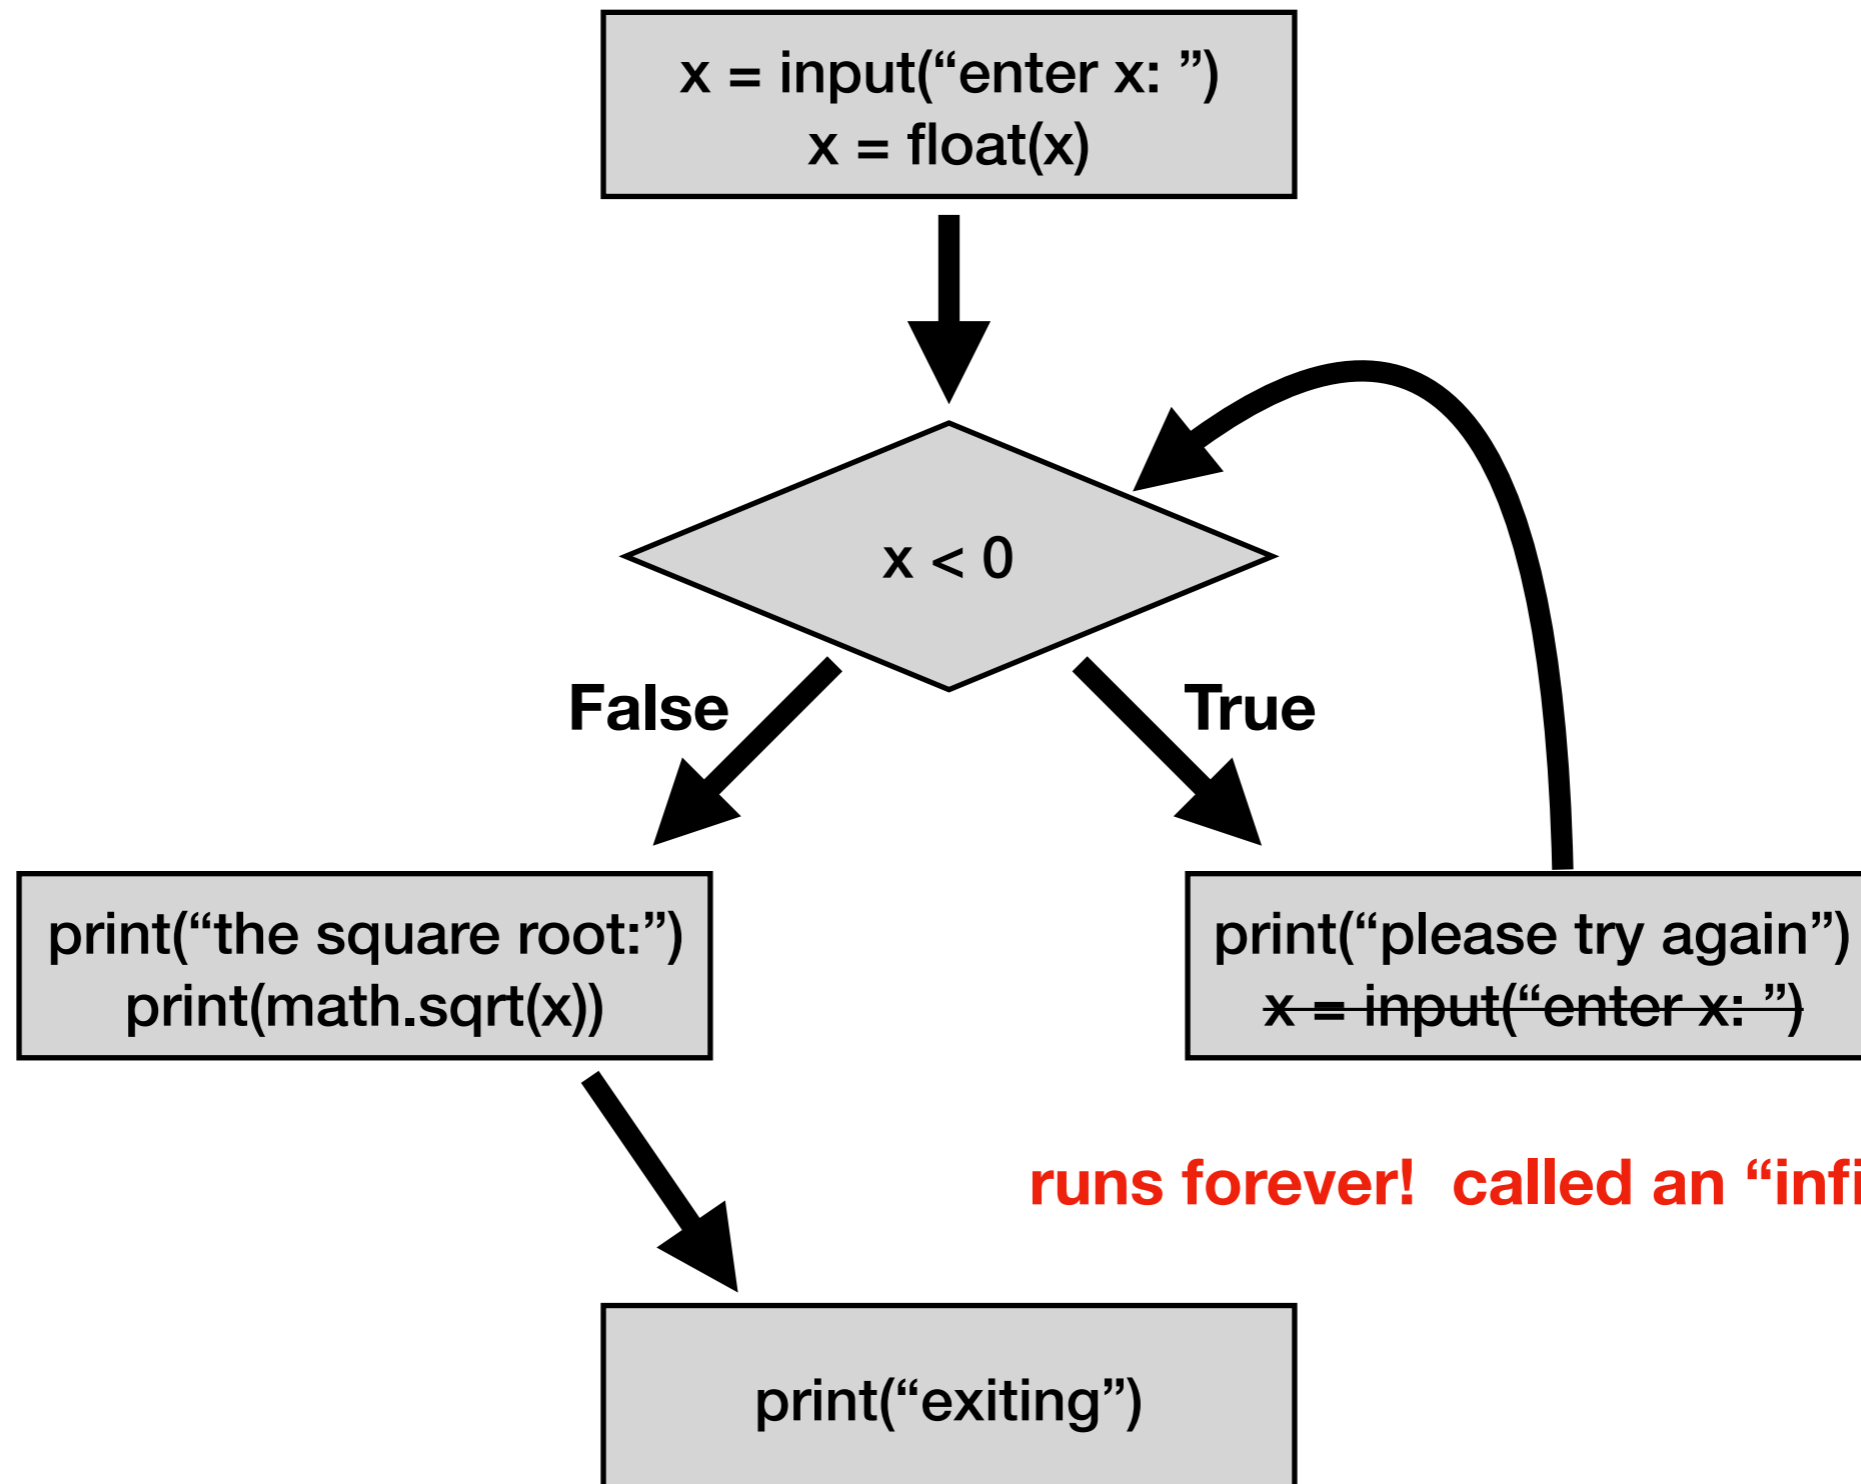 x = input(“enter x: ”)
x = float(x)
x < 0
False
True
print(“the square root:”)
print(math.sqrt(x))
print(“please try again”)
x = input(“enter x: ”)
runs forever!  called an “infi
print(“exiting”)